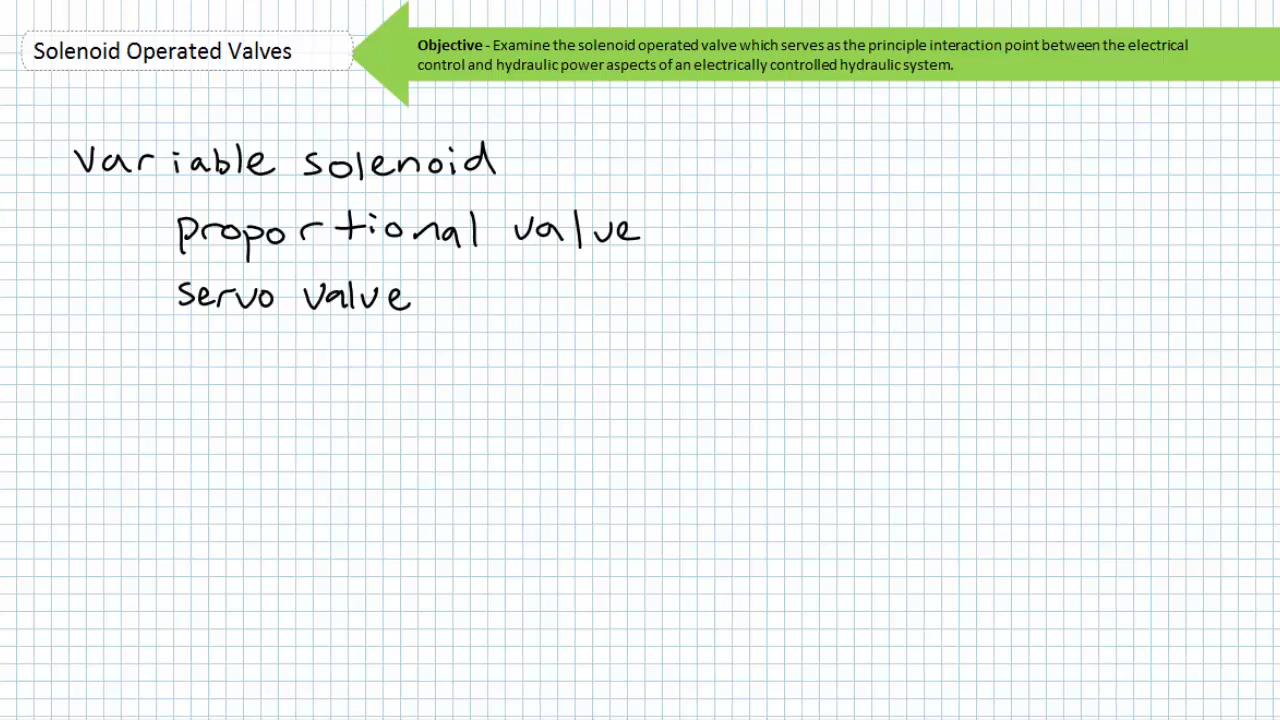 Solenoid Operated Valves
Objective - Examine the solenoid operated valve which serves as the principle interaction point between the electrical
control and hydraulic power aspects of an electrically controlled hydraulic system.
variable solenoid
proportional valve
servo valve